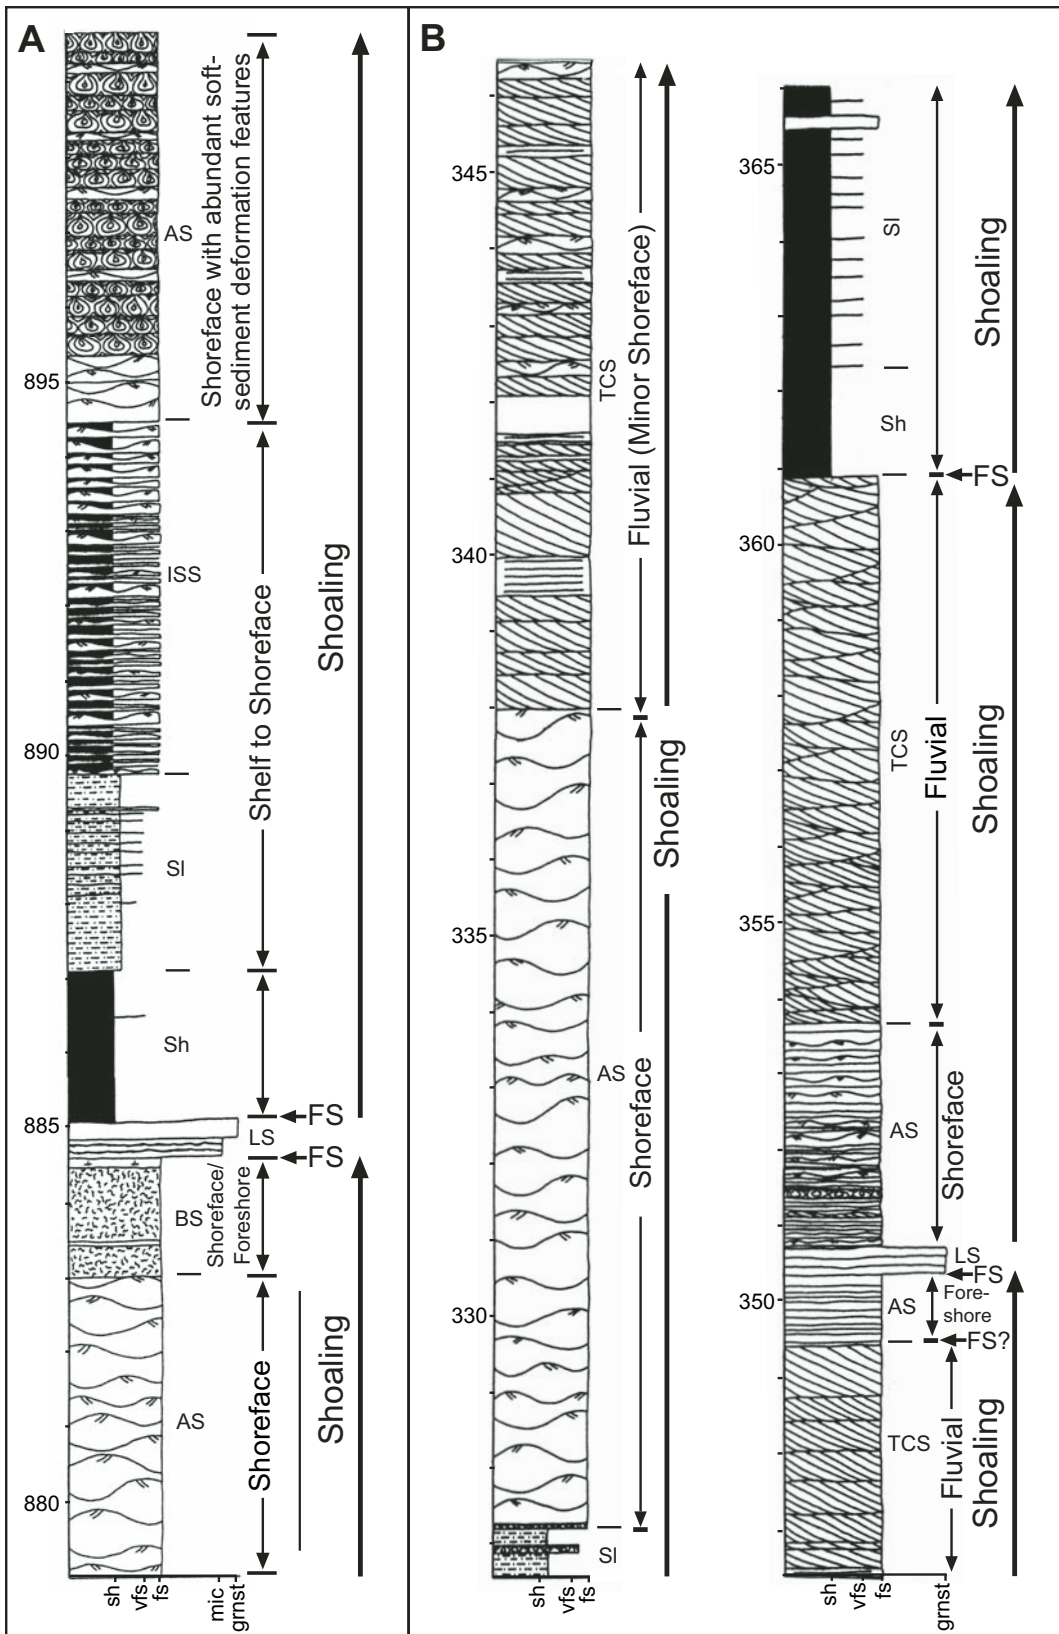 A
Shoreface with abundant soft-
sediment deformation features
AS
895
ISS
Shelf to Shoreface
Shoaling
890
Sl
Sh
FS
885
LS
FS
BS
Shoreface/
Foreshore
AS
Shoreface
Shoaling
880
sh
vfs
fs
mic
grnst
B
345
TCS
Fluvial (Minor Shoreface)
340
Shoaling
335
AS
Shoreface
330
Sl
sh
vfs
fs
365
Sl
Shoaling
Sh
FS
360
TCS
Fluvial
Shoaling
355
AS
Shoreface
LS
FS
350
AS
Fore-
shore
FS?
TCS
Fluvial
Shoaling
sh
vfs
fs
grnst